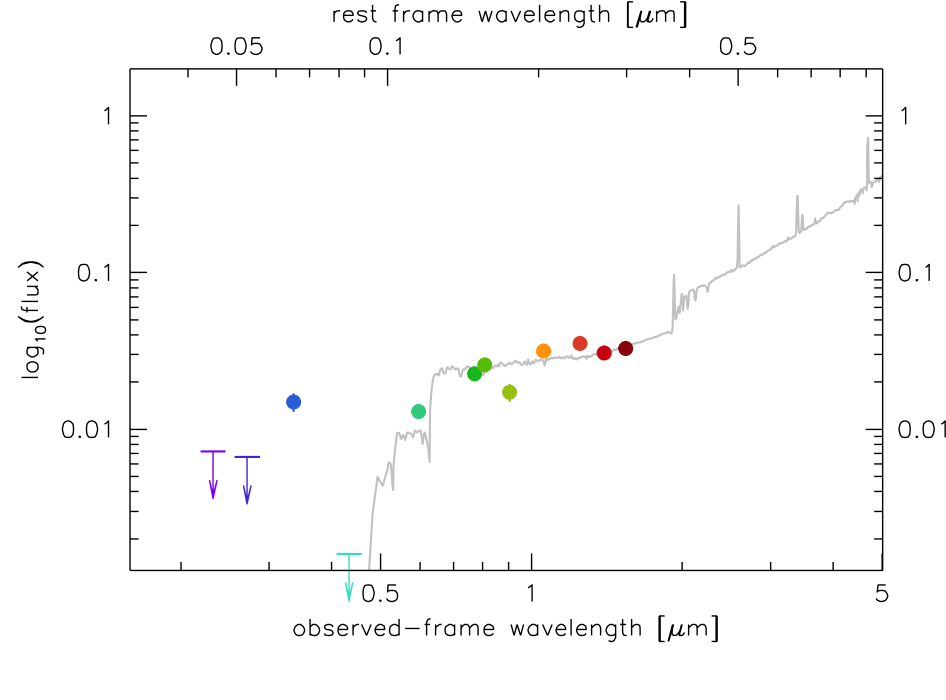 rest frame wavelength [μm]
0.05 0.1 0.5
1 1
0.1 0.1
0.01 0.01
log10(flux)
0.5 1 5
observed-frame wavelength [μm]